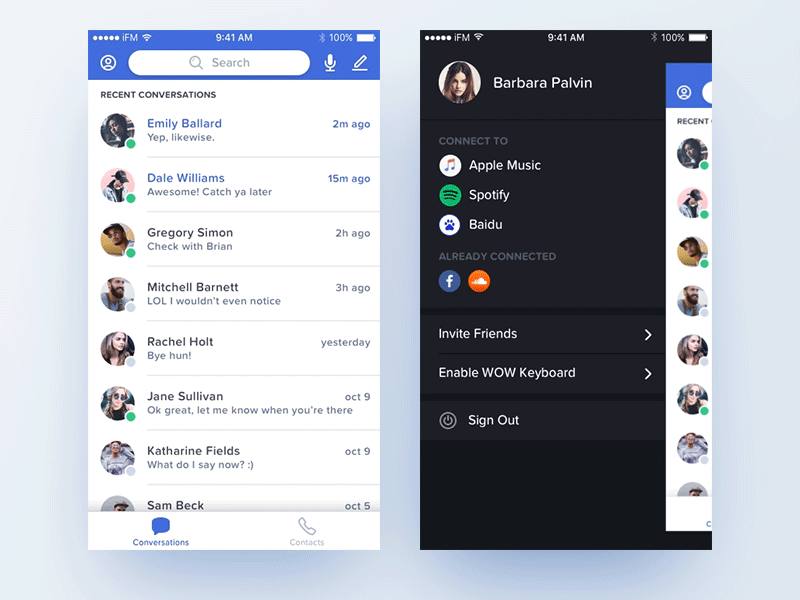 iFM 9:41 AM 100%
Search
RECENT CONVERSATIONS
Emily Ballard 2m ago
Yep, likewise.
Dale Williams 15m ago
Awesome! Catch ya later
Gregory Simon 2h ago
Check with Brian
Mitchell Barnett 3h ago
LOL I wouldn't even notice
Rachel Holt yesterday
Bye hun!
Jane Sullivan oct 9
Ok great, let me know when you're there
Katharine Fields oct 9
What do I say now? :)
Sam Beck oct 5
Conversations Contacts
iFM 9:41 AM 100%
Barbara Palvin
CONNECT TO
Apple Music
Spotify
Baidu
ALREADY CONNECTED
Invite Friends
Enable WOW Keyboard
Sign Out
RECENT